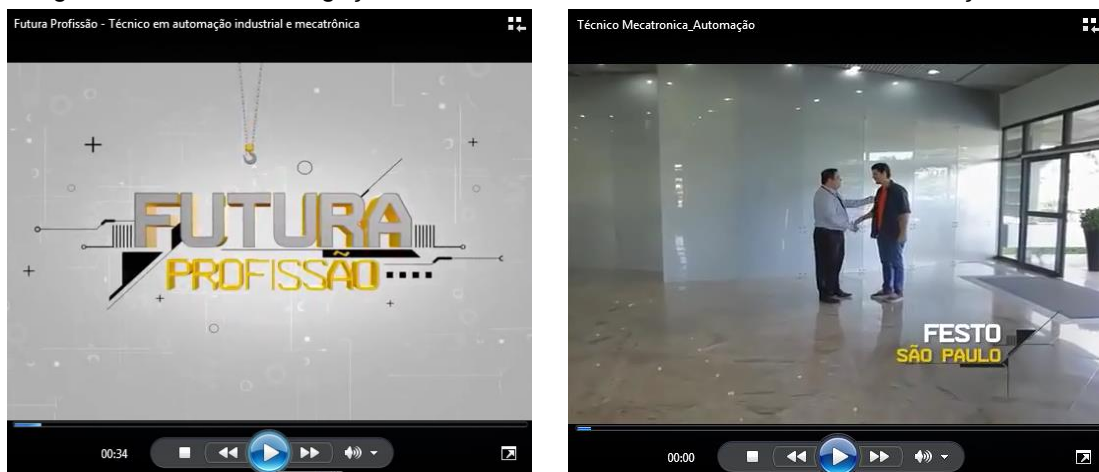 Futura Profissão - Técnico em automação industrial e mecatrônica
FUTURA
PROFISSÃO
00:34
Técnico Mecatronica_Automação
FESTO
SÃO PAULO
00:00